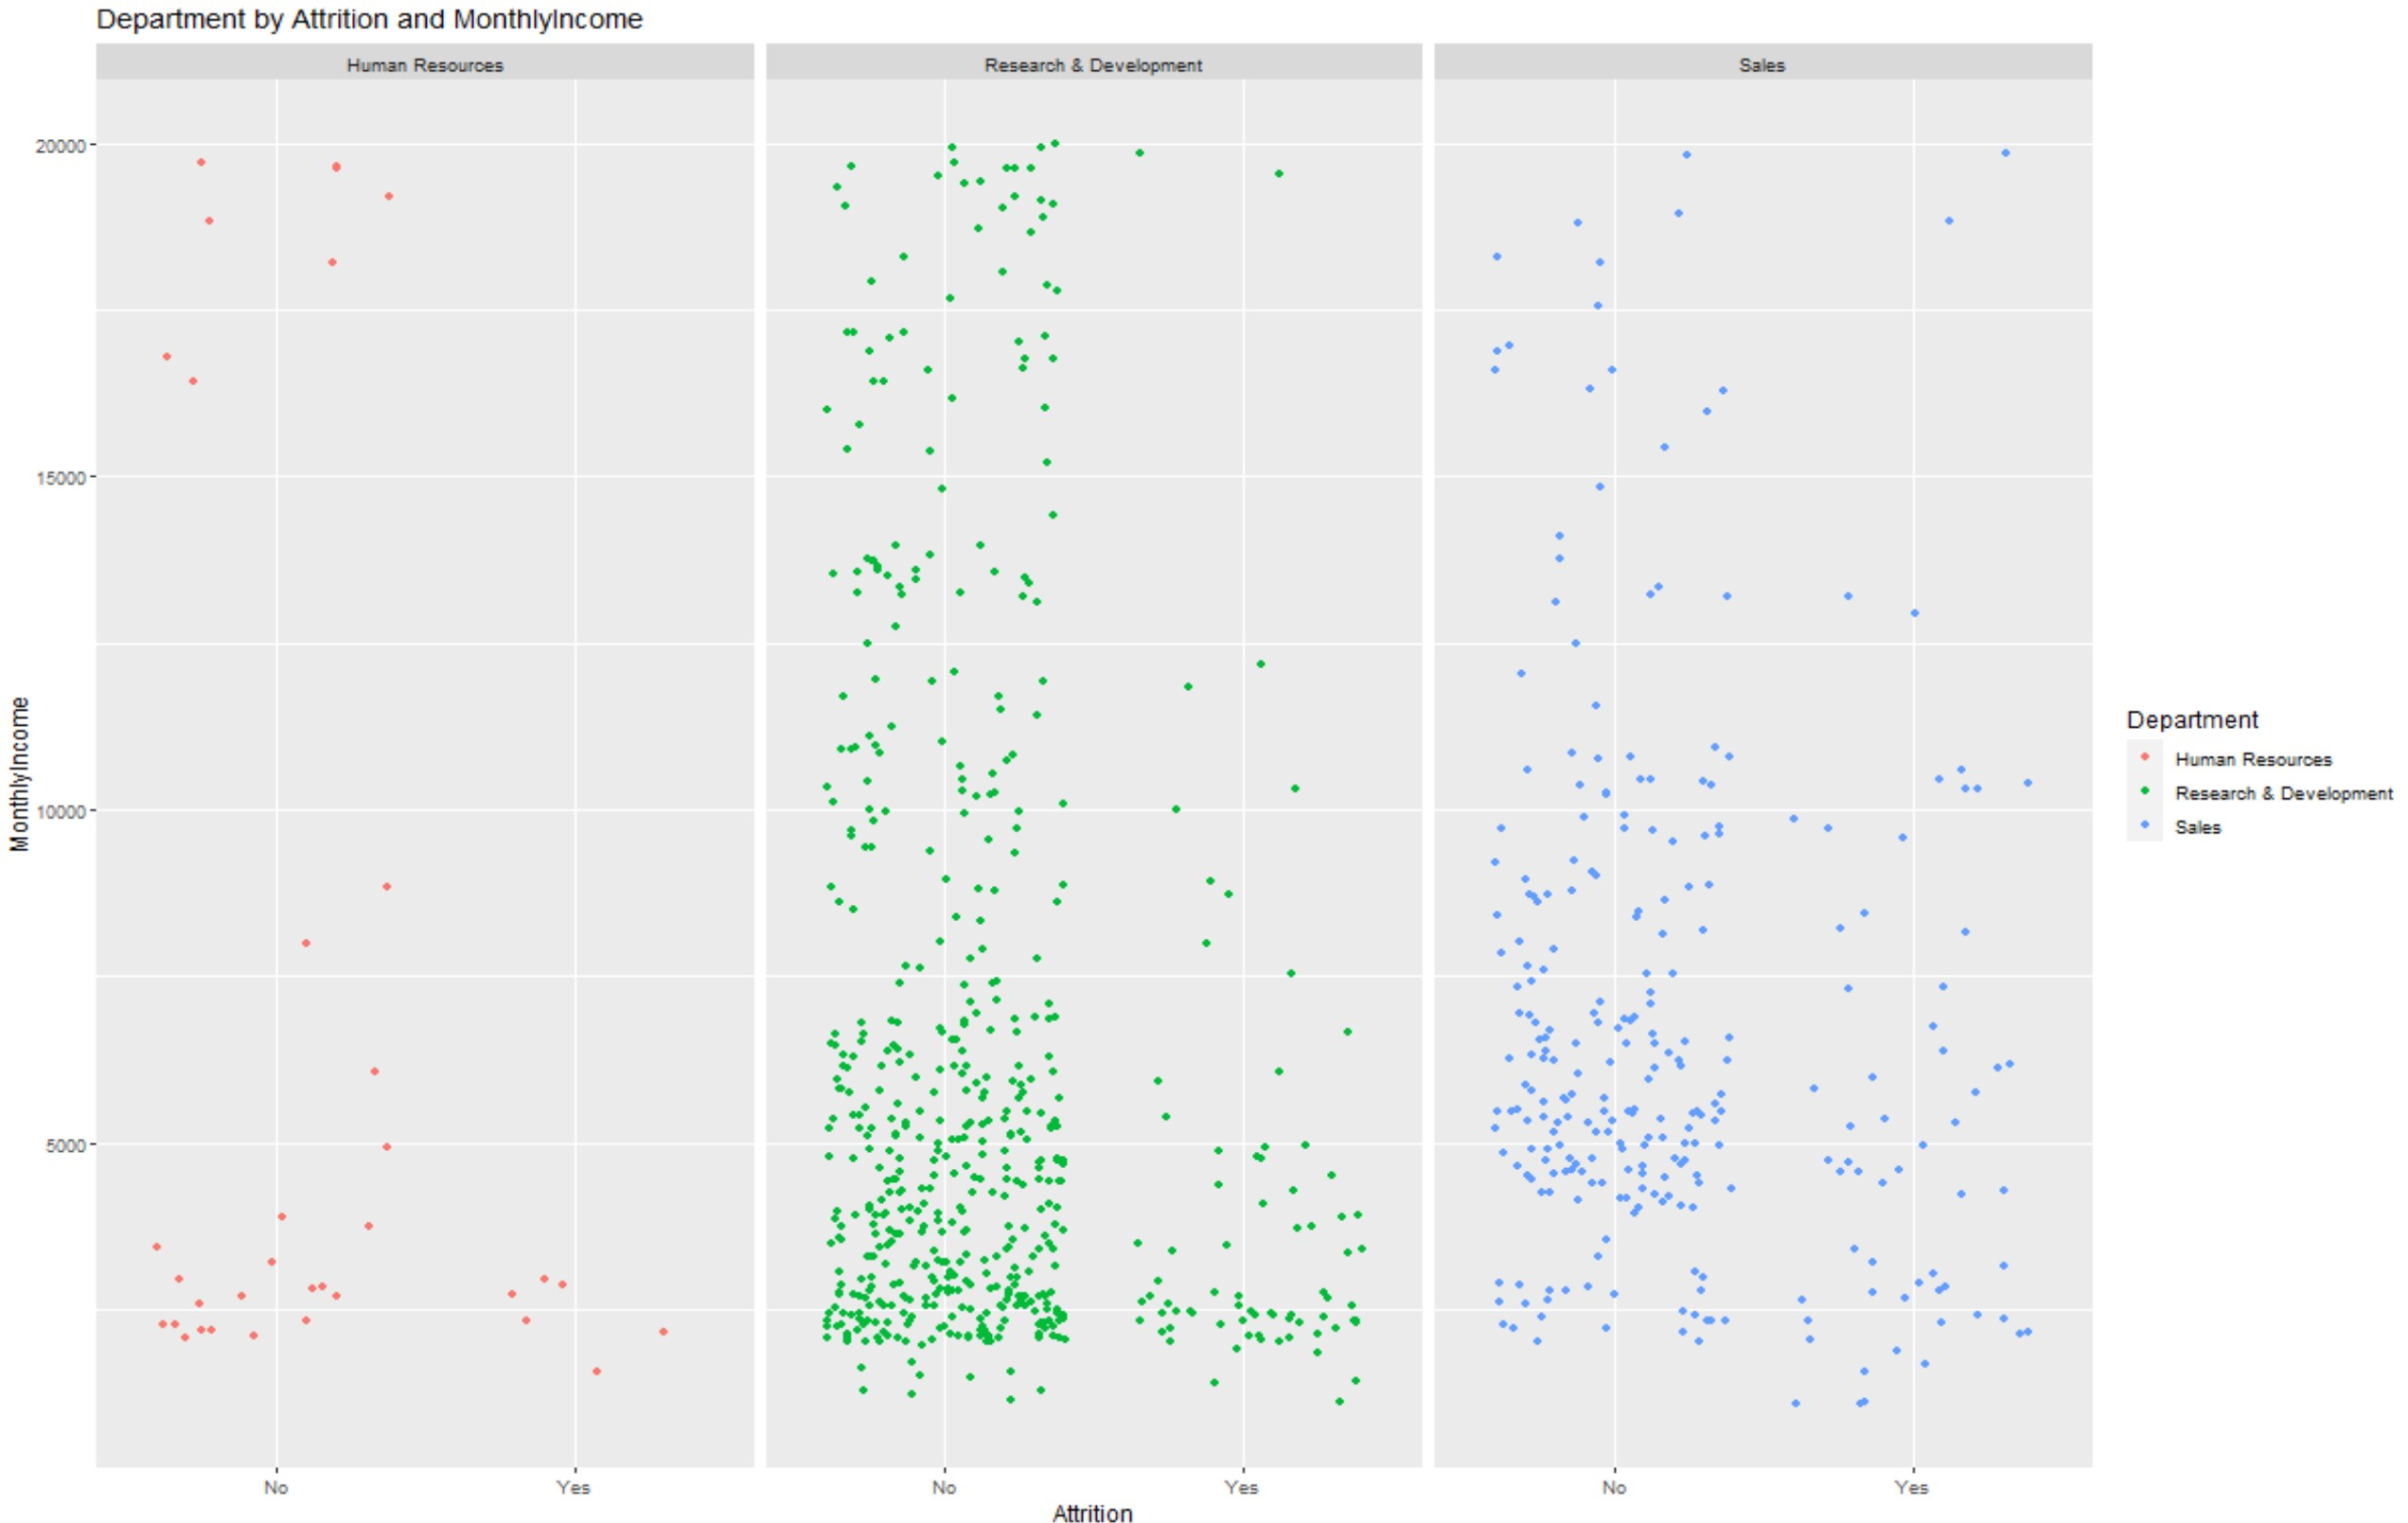 Department by Attrition and MonthlyIncome
Human Resources
Research & Development
Sales
20000
15000
10000
5000
MonthlyIncome
No
Yes
No
Yes
No
Yes
Attrition
Department
Human Resources
Research & Development
Sales